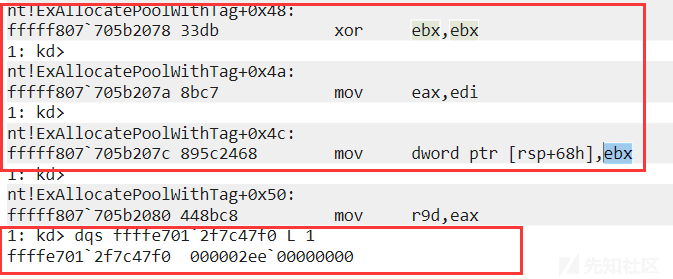 nt!ExAllocatePoolWithTag+0x48:
fffff807`705b2078 33db xor ebx,ebx
1: kd>
nt!ExAllocatePoolWithTag+0x4a:
fffff807`705b207a 8bc7 mov eax,edi
1: kd>
nt!ExAllocatePoolWithTag+0x4c:
fffff807`705b207c 895c2468 mov dword ptr [rsp+68h],ebx
1: kd>
nt!ExAllocatePoolWithTag+0x50:
fffff807`705b2080 448bc8 mov r9d,eax
1: kd> dqs ffffe701`2f7c47f0 L 1
ffffe701`2f7c47f0 000002ee`00000000
先知社区